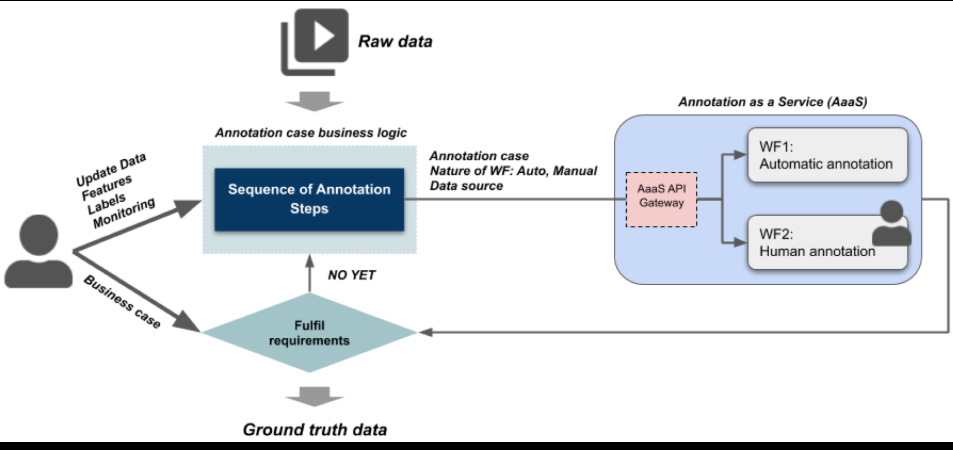 Raw data
Annotation case business logic
Annotation as a Service (AaaS)
Update Data
Features
Labels
Monitoring
Sequence of Annotation
Steps
Annotation case
Nature of WF: Auto, Manual
Data source
AaaS API
Gateway
WF1:
Automatic annotation
WF2:
Human annotation
Business case
NO YET
Fulfil
requirements
Ground truth data